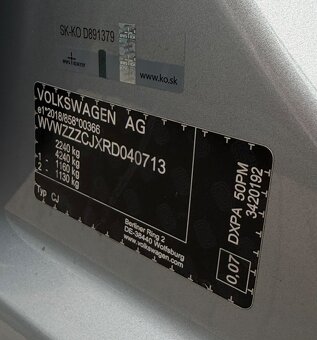 SK-KO D891379
www.ko.sk
VOLKSWAGEN AG
e1*2018/858*00366
WVWZZZCJXRD040713
2240 kg
4240 kg
1 - 1160 kg
2 - 1130 kg
Typ CJ
Berliner Ring 2
DE-38440 Wolfsburg
www.volkswagen.com
0.07
DXPA 50PM
3420192